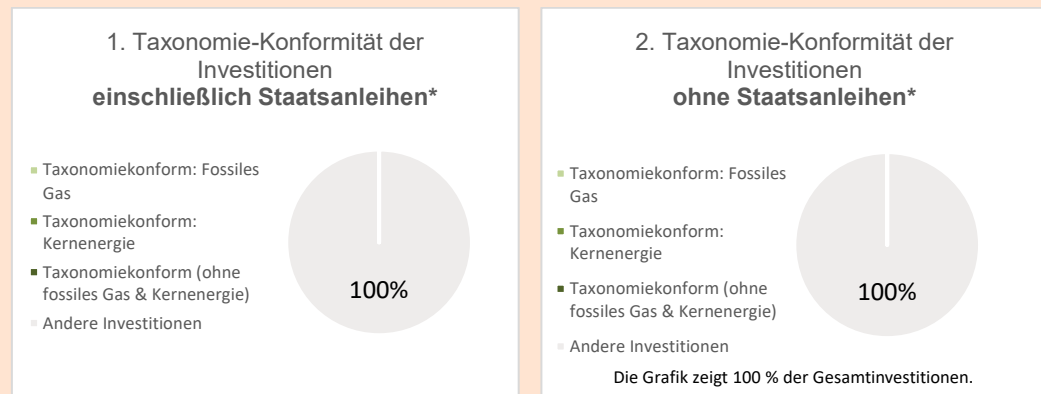 1. Taxonomie-Konformität der
Investitionen
einschließlich Staatsanleihen*
Taxonomiekonform: Fossiles
Gas
Taxonomiekonform:
Kernenergie
Taxonomiekonform (ohne
fossiles Gas & Kernenergie)
Andere Investitionen
100%
2. Taxonomie-Konformität der
Investitionen
ohne Staatsanleihen*
Taxonomiekonform: Fossiles
Gas
Taxonomiekonform:
Kernenergie
Taxonomiekonform (ohne
fossiles Gas & Kernenergie)
Andere Investitionen
100%
Die Grafik zeigt 100 % der Gesamtinvestitionen.